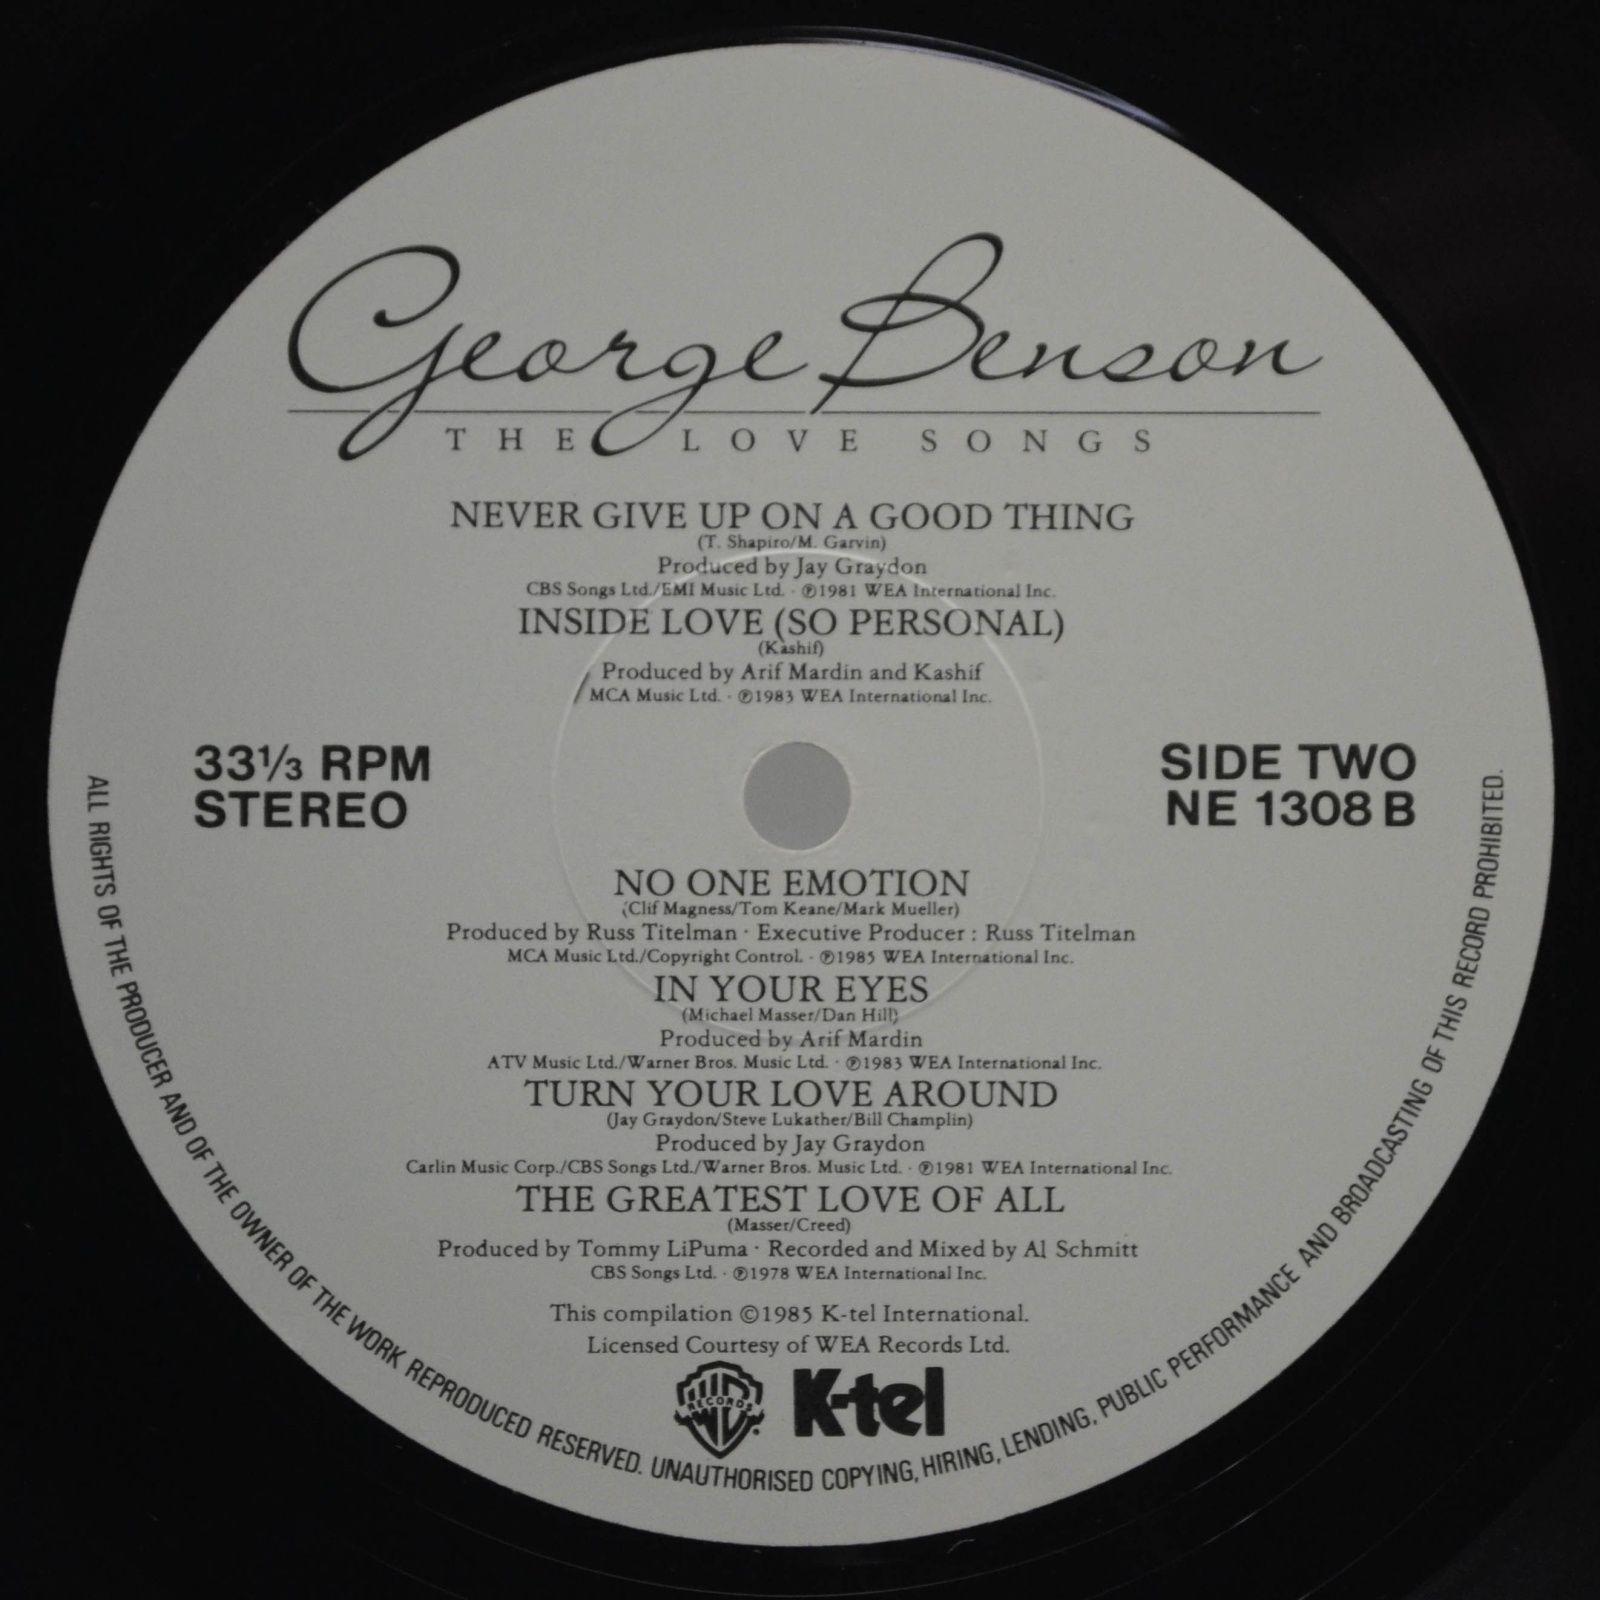 George Benson
THE LOVE SONGS
NEVER GIVE UP ON A GOOD THING
(T. Shapiro/M. Garvin)
Produced by Jay Graydon
CBS Songs Ltd./EMI Music Ltd. · ℗1981 WEA International Inc.
INSIDE LOVE (SO PERSONAL)
(Kashif)
Produced by Arif Mardin and Kashif
MCA Music Ltd. · ℗1983 WEA International Inc.
33⅓ RPM
STEREO
SIDE TWO
NE 1308 B
NO ONE EMOTION
(Clif Magness/Tom Keane/Mark Mueller)
Produced by Russ Titelman · Executive Producer : Russ Titelman
MCA Music Ltd./Copyright Control. · ℗1985 WEA International Inc.
IN YOUR EYES
(Michael Masser/Dan Hill)
Produced by Arif Mardin
ATV Music Ltd./Warner Bros. Music Ltd. · ℗1983 WEA International Inc.
TURN YOUR LOVE AROUND
(Jay Graydon/Steve Lukather/Bill Champlin)
Produced by Jay Graydon
Carlin Music Corp./CBS Songs Ltd./Warner Bros. Music Ltd. · ℗1981 WEA International Inc.
THE GREATEST LOVE OF ALL
(Masser/Creed)
Produced by Tommy LiPuma · Recorded and Mixed by Al Schmitt
CBS Songs Ltd. · ℗1978 WEA International Inc.
This compilation ©1985 K-tel International.
Licensed Courtesy of WEA Records Ltd.
WB RECORDS
K-tel
ALL RIGHTS OF THE PRODUCER AND OF THE OWNER OF THE WORK REPRODUCED RESERVED. UNAUTHORISED COPYING, HIRING, LENDING, PUBLIC PERFORMANCE AND BROADCASTING OF THIS RECORD PROHIBITED.